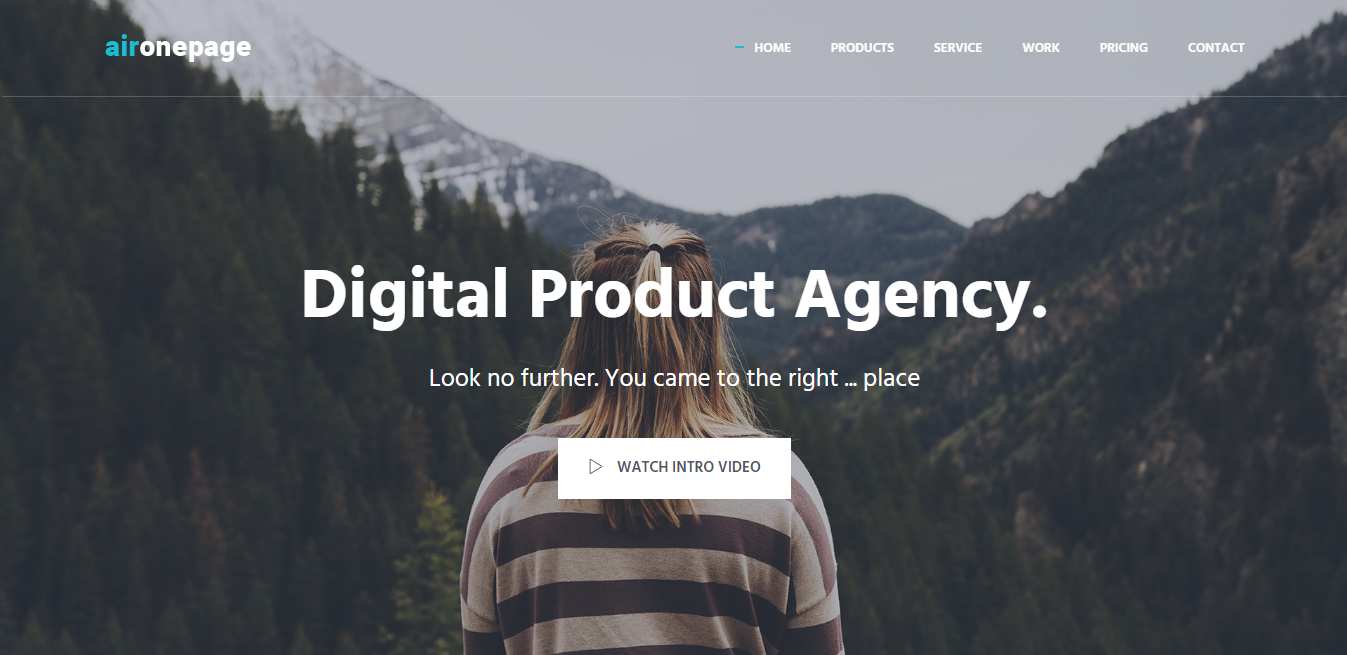 aironepage
HOME PRODUCTS SERVICE WORK PRICING CONTACT
Digital Product Agency.
Look no further. You came to the right ... place
WATCH INTRO VIDEO